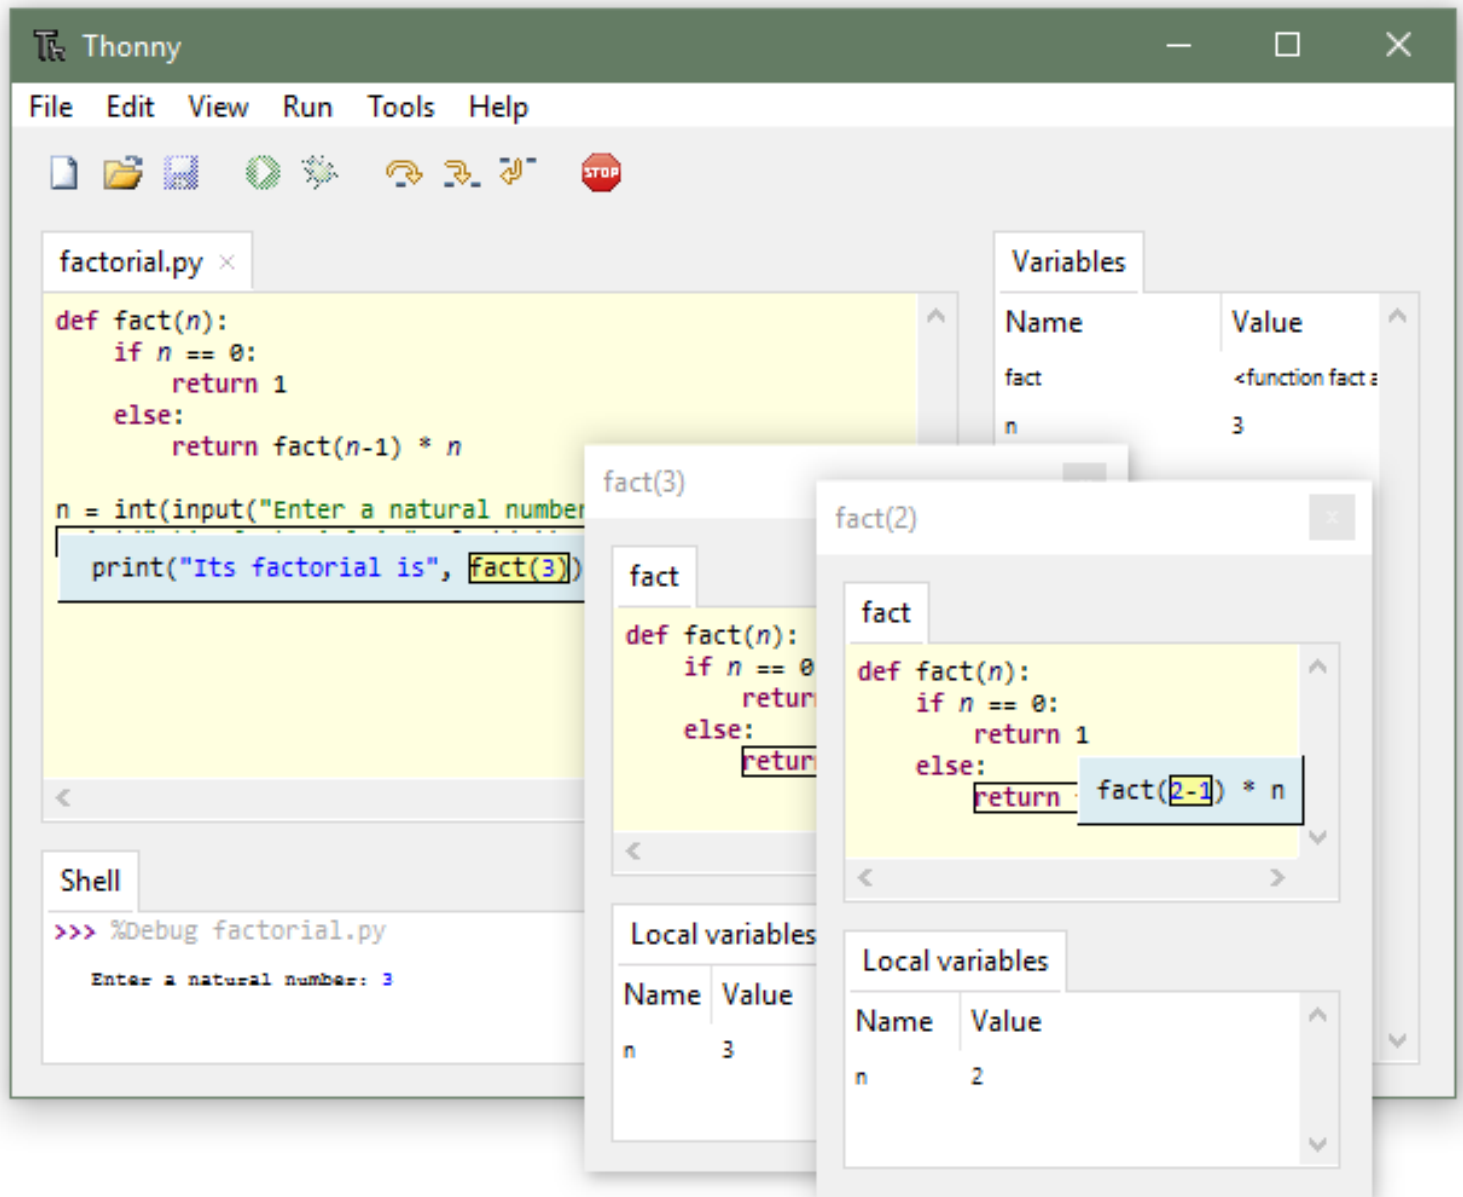 Thonny
File Edit View Run Tools Help
STOP
factorial.py
def fact(n):
if n == 0:
return 1
else:
return fact(n-1) * n
n = int(input("Enter a natural number
print("Its factorial is", fact(3))
Shell
>>> %Debug factorial.py
Enter a natural number: 3
Variables
Name Value
fact <function fact a
n 3
fact(3)
fact
def fact(n):
if n == 0
return
else:
return
Local variables
Name Value
n 3
fact(2)
fact
def fact(n):
if n == 0:
return 1
else:
return fact(2-1) * n
Local variables
Name Value
n 2